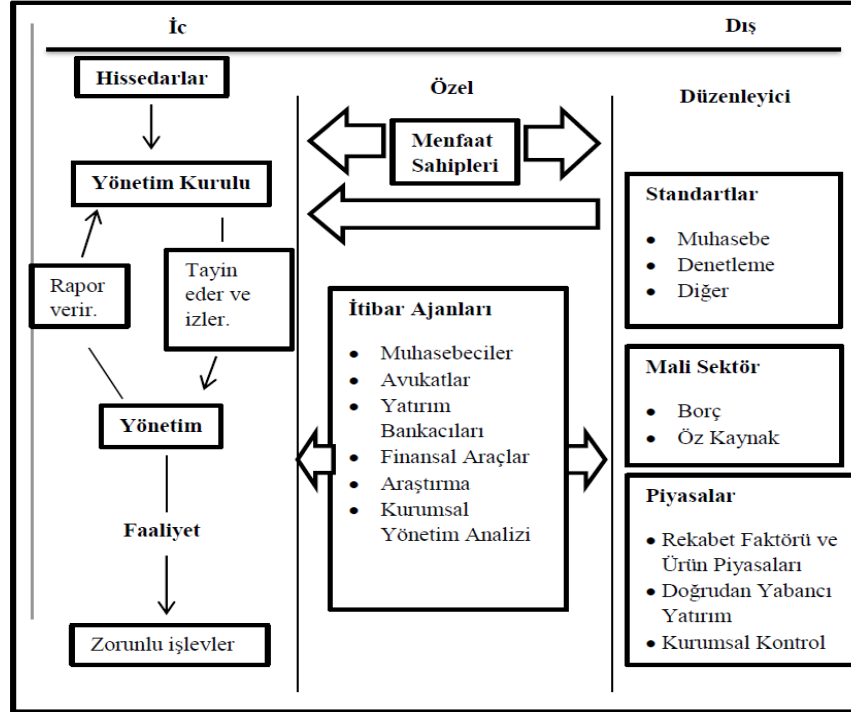 İc
Dış
Hissedarlar
Özel
Düzenleyici
Menfaat
Sahipleri
Yönetim Kurulu
Standartlar
• Muhasebe
• Denetleme
• Diğer
Rapor
verir.
Tayin
eder ve
izler.
İtibar Ajanları
• Muhasebeciler
• Avukatlar
• Yatırım
Bankacıları
• Finansal Araçlar
• Araştırma
• Kurumsal
Yönetim Analizi
Mali Sektör
• Borç
• Öz Kaynak
Yönetim
Piyasalar
• Rekabet Faktörü ve
Ürün Piyasaları
• Doğrudan Yabancı
Yatırım
• Kurumsal Kontrol
Faaliyet
Zorunlu işlevler